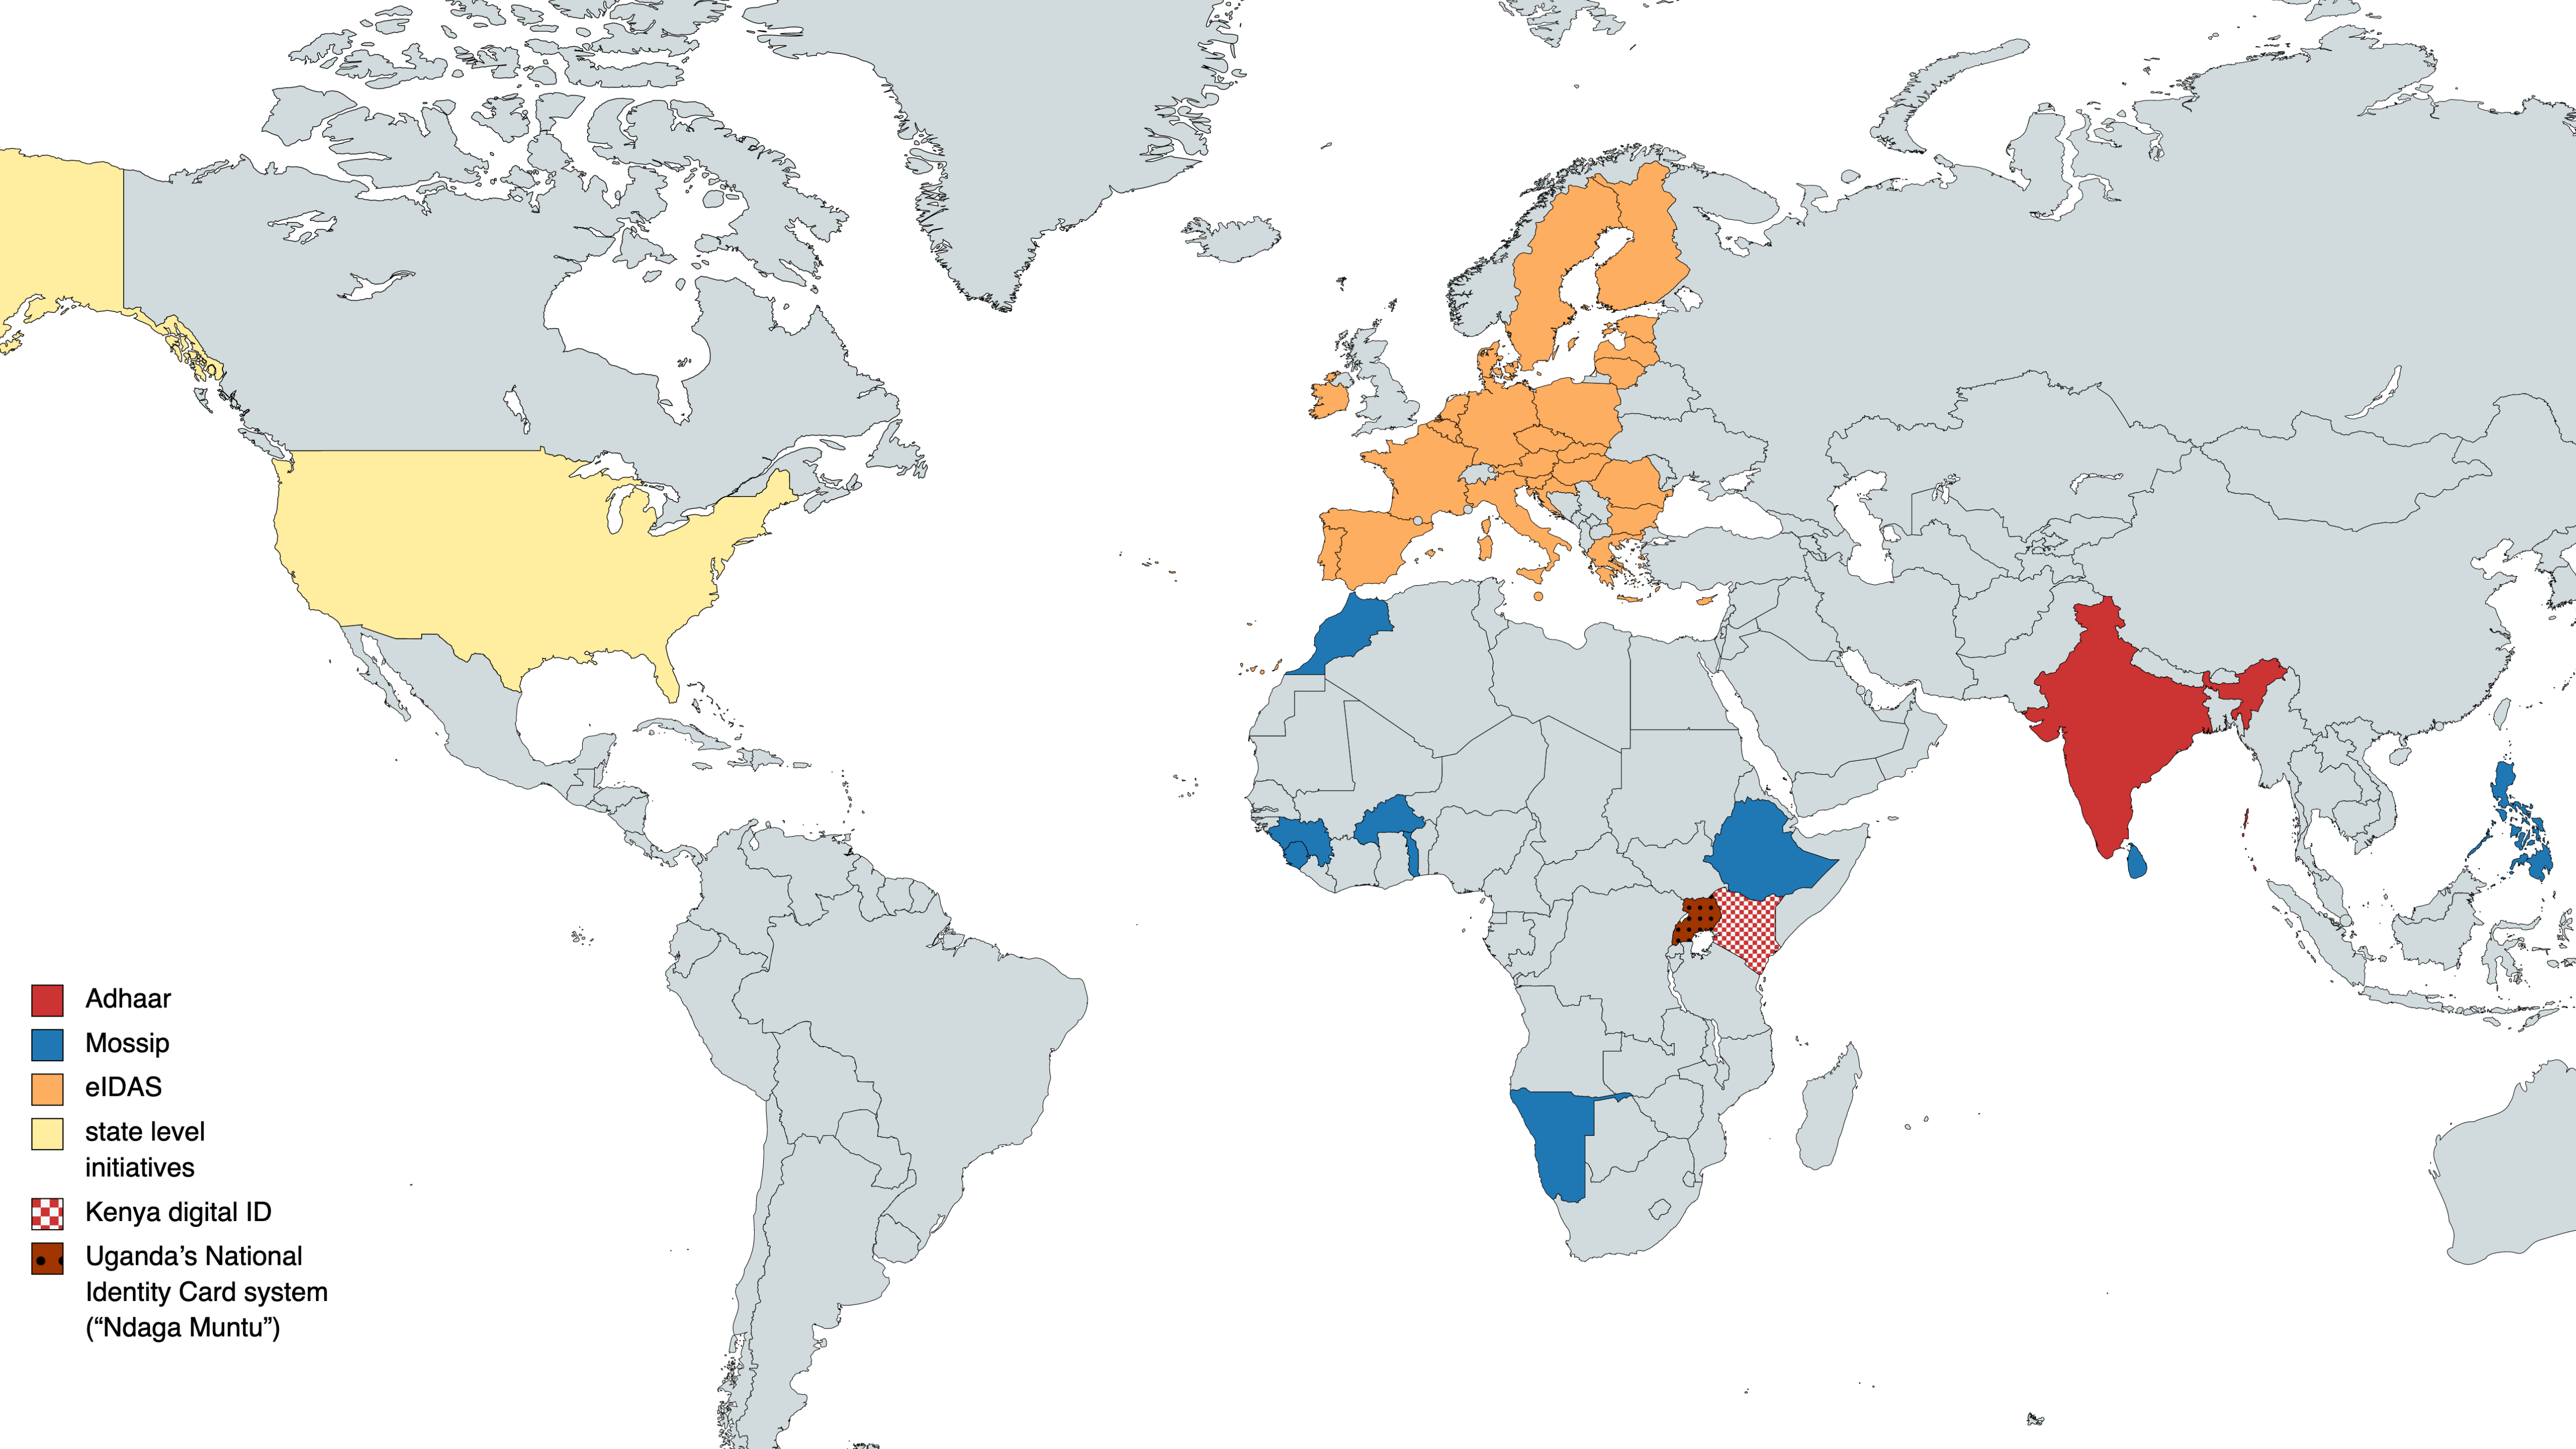 Adhaar
Mossip
eIDAS
state level
initiatives
Kenya digital ID
Uganda’s National
Identity Card system
(“Ndaga Muntu”)